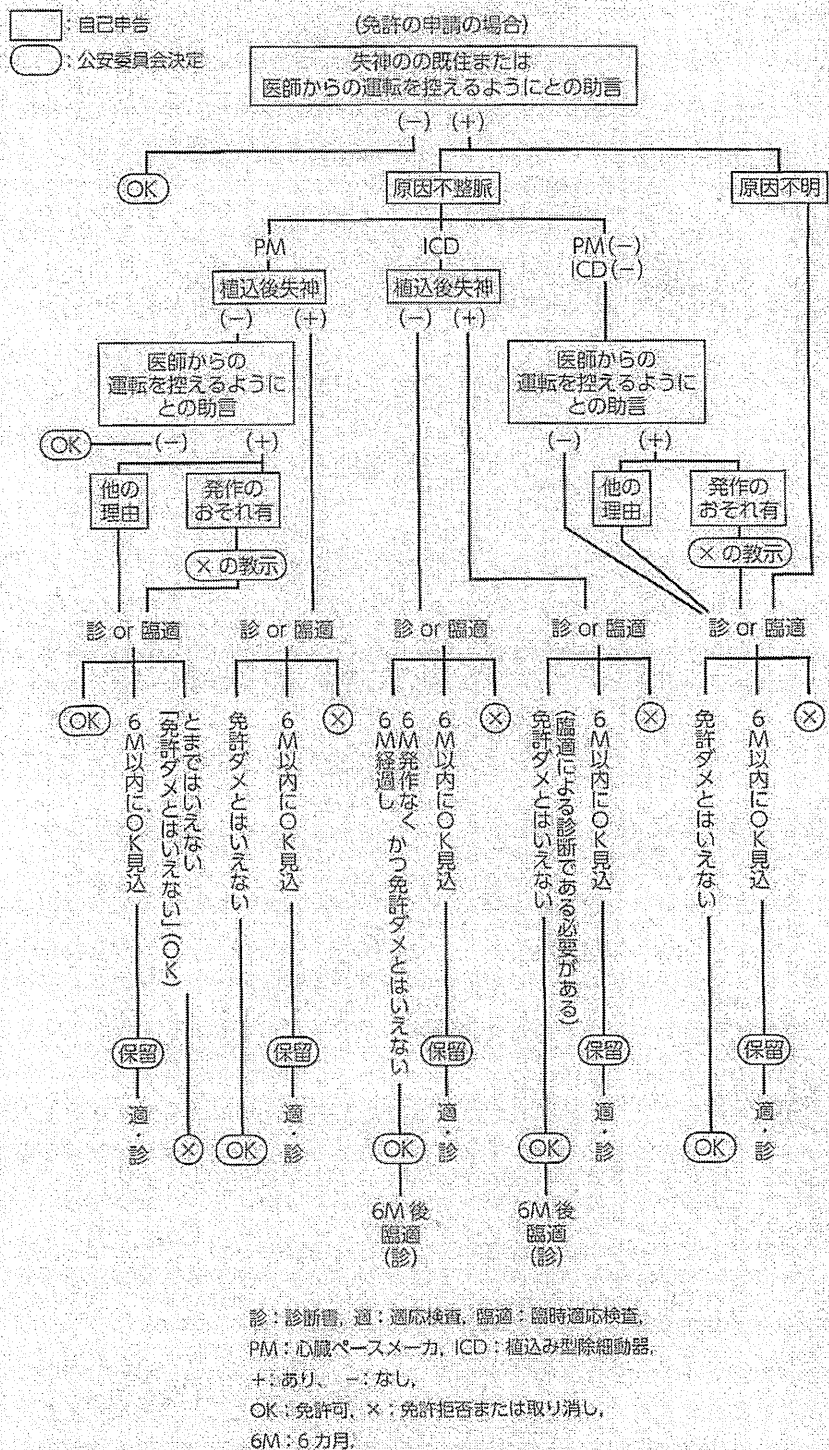 ：自己申告
：公安委員会決定
(免許の申請の場合)
失神のの既往または
医師からの運転を控えるようにとの助言
(−) (+)
OK
原因不整脈
原因不明
PM
ICD
PM(−)
ICD(−)
植込後失神
植込後失神
(−) (+)
(−) (+)
医師からの
運転を控えるように
との助言
医師からの
運転を控えるように
との助言
OK
(−) (+)
(−) (+)
他の
理由
発作の
おそれ有
他の
理由
発作の
おそれ有
×の教示
×の教示
診 or 臨適
診 or 臨適
診 or 臨適
診 or 臨適
診 or 臨適
OK
6M以内にOK見込
「免許ダメとはいえない」(OK)
とまではいえない
免許ダメとはいえない
6M以内にOK見込
×
6M経過し
6M発作なく かつ免許ダメとはいえない
6M以内にOK見込
×
免許ダメとはいえない
(臨適による診断である必要がある)
6M以内にOK見込
×
免許ダメとはいえない
6M以内にOK見込
×
保留
保留
保留
保留
保留
適・診
×
OK
適・診
OK
適・診
OK
適・診
OK
適・診
6M後
臨適
(診)
6M後
臨適
(診)
診：診断書, 適：適応検査, 臨適：臨時適応検査,
PM：心臓ペースメーカ, ICD：植込み型除細動器,
+：あり、 −：なし,
OK：免許可, ×：免許拒否または取り消し,
6M：6カ月,